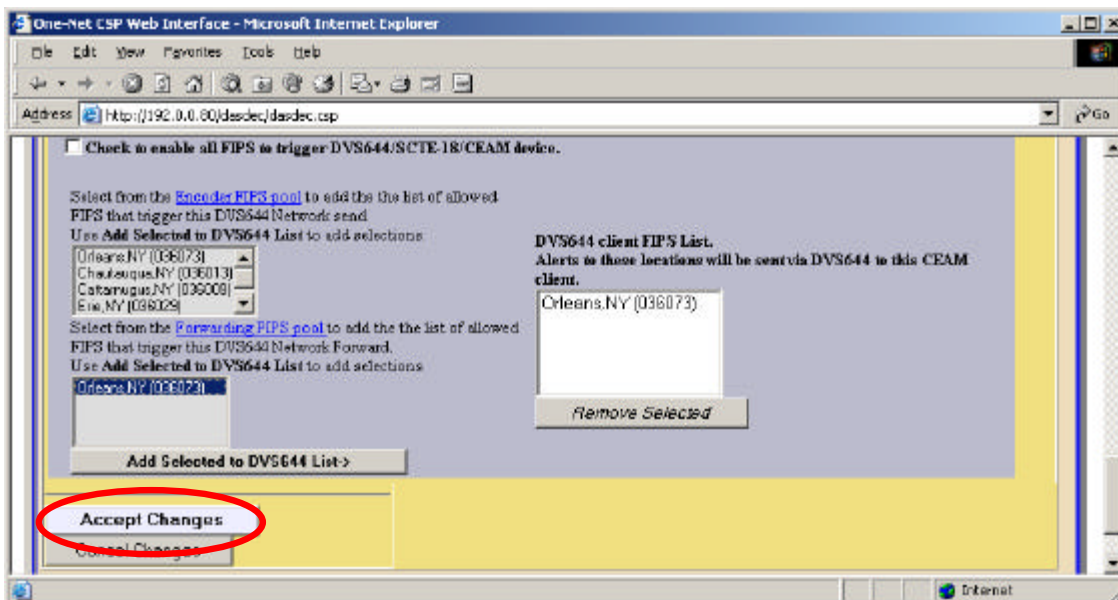 One-Net CSP Web Interface - Microsoft Internet Explorer
File Edit View Favorites Tools Help
Address http://192.0.0.80/dasdec/dasdec.csp Go
Check to enable all FIPS to trigger DVS644/SCTE-18/CEAM device.
Select from the Encoder FIPS pool to add the the list of allowed
FIPS that trigger this DVS644 Network send
Use Add Selected to DVS644 List to add selections
Orleans,NY (036073)
Chautauqua,NY (036013)
Cattaraugus,NY (036009)
Erie,NY (036029)
Select from the Forwarding FIPS pool to add the the list of allowed
FIPS that trigger this DVS644 Network Forward.
Use Add Selected to DVS644 List to add selections
Orleans,NY (036073)
Add Selected to DVS644 List->
DVS644 client FIPS List.
Alerts to these locations will be sent via DVS644 to this CEAM
client.
Orleans,NY (036073)
Remove Selected
Accept Changes
Cancel Changes
Internet